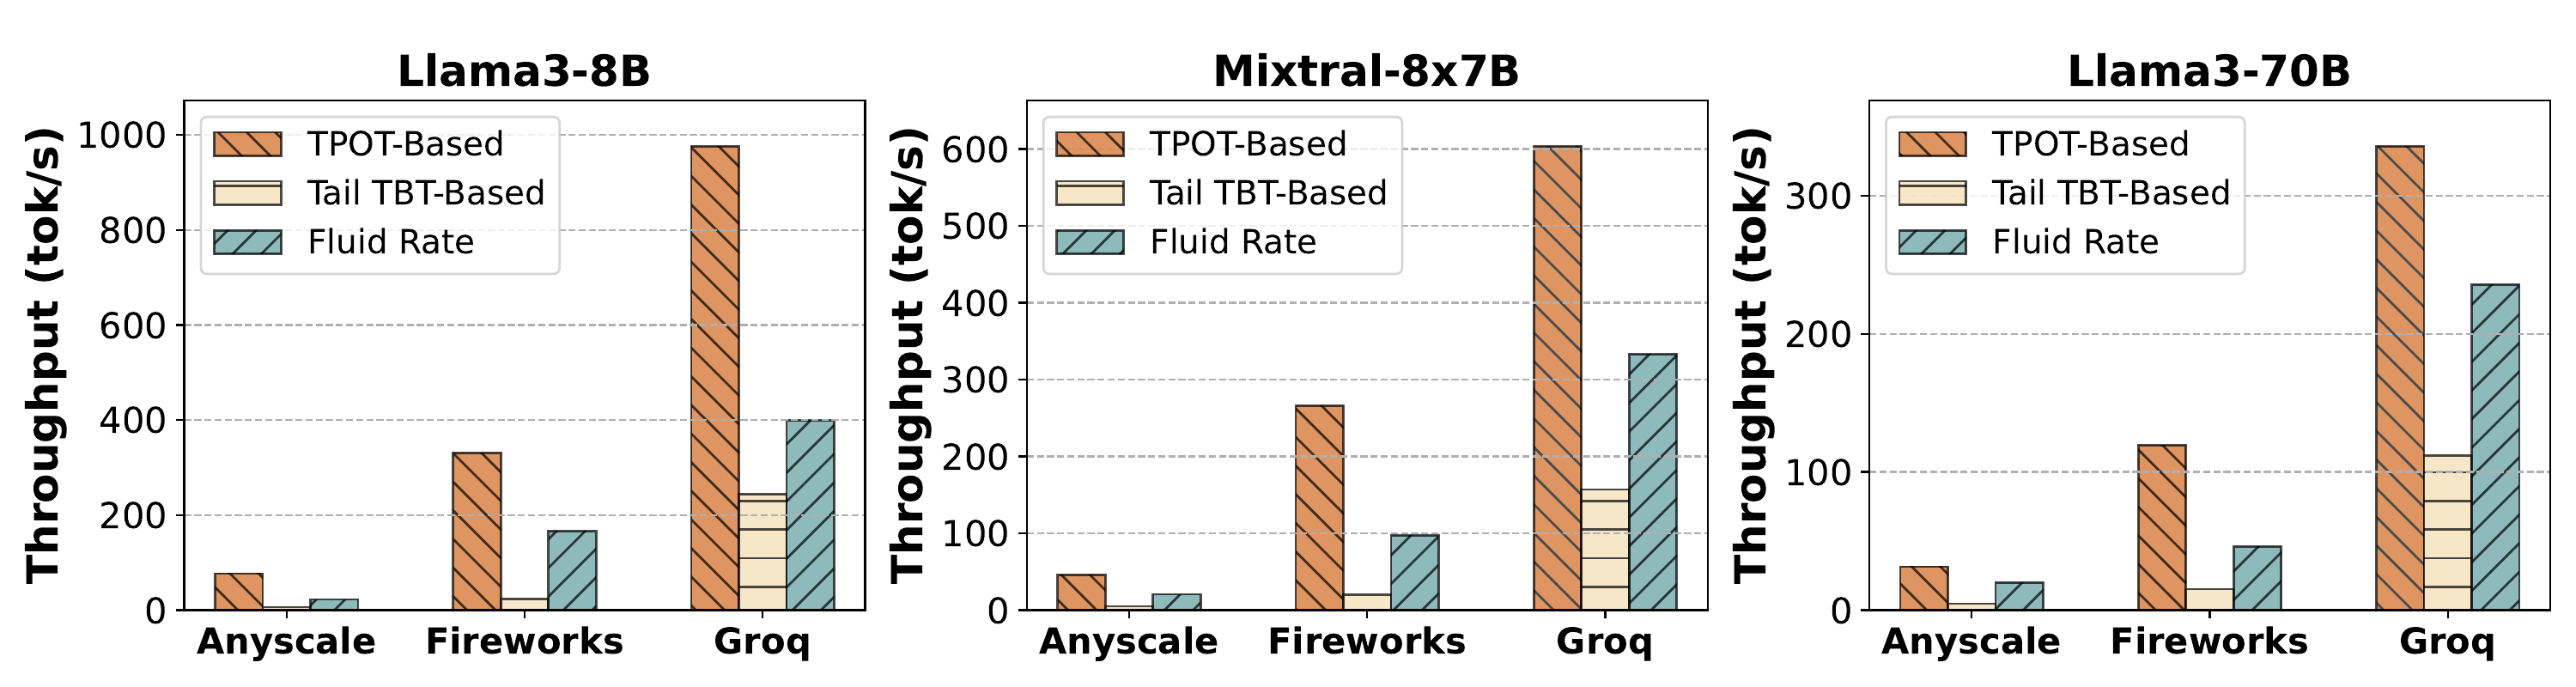 Llama3-8B
Throughput (tok/s)
1000
800
600
400
200
0
TPOT-Based
Tail TBT-Based
Fluid Rate
Anyscale
Fireworks
Groq
Mixtral-8x7B
Throughput (tok/s)
600
500
400
300
200
100
0
TPOT-Based
Tail TBT-Based
Fluid Rate
Anyscale
Fireworks
Groq
Llama3-70B
Throughput (tok/s)
300
200
100
0
TPOT-Based
Tail TBT-Based
Fluid Rate
Anyscale
Fireworks
Groq